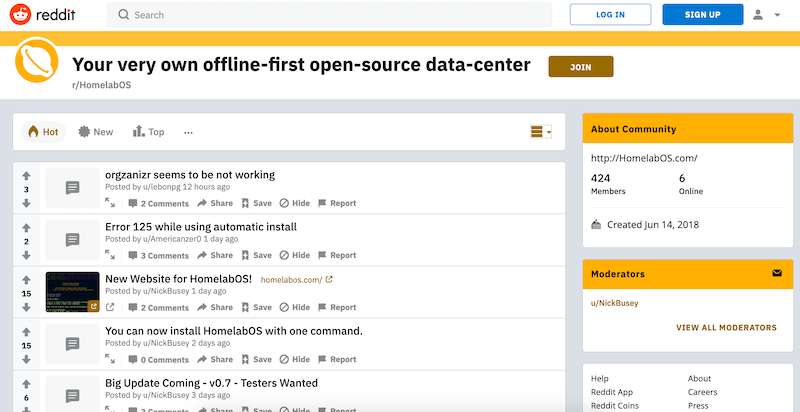 reddit
Search
LOG IN
SIGN UP
Your very own offline-first open-source data-center
JOIN
r/HomelabOS
Hot
New
Top
...
3
orgzanizr seems to be not working
Posted by u/lebonpg 12 hours ago
2 Comments Share Save Hide Report
2
Error 125 while using automatic install
Posted by u/Americanzer0 1 day ago
3 Comments Share Save Hide Report
15
New Website for HomelabOS! homelabos.com/
Posted by u/NickBusey 1 day ago
2 Comments Share Save Hide Report
15
You can now install HomelabOS with one command.
Posted by u/NickBusey 2 days ago
0 Comments Share Save Hide Report
6
Big Update Coming - v0.7 - Testers Wanted
Posted by u/NickBusey 3 days ago
Comments Share Save Hide Report
About Community
http://HomelabOS.com/
424 6
Members Online
Created Jun 14, 2018
Moderators
u/NickBusey
VIEW ALL MODERATORS
Help About
Reddit App Careers
Reddit Coins Press